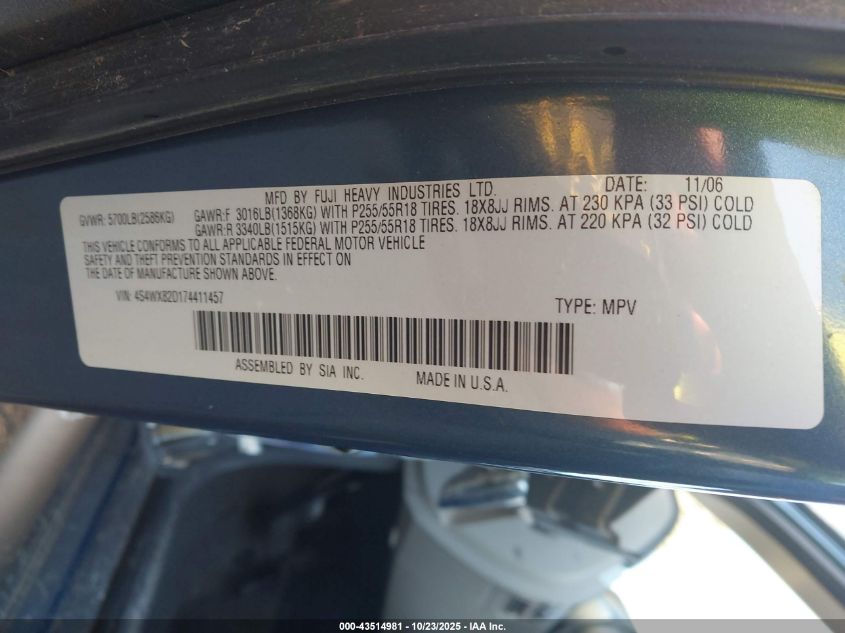 MFD BY FUJI HEAVY INDUSTRIES LTD. DATE: 11/06
GVWR: 5700LB(2586KG) GAWR:F 3016LB(1368KG) WITH P255/55R18 TIRES. 18X8JJ RIMS. AT 230 KPA (33 PSI) COLD
GAWR:R 3340LB(1515KG) WITH P255/55R18 TIRES. 18X8JJ RIMS. AT 220 KPA (32 PSI) COLD
THIS VEHICLE CONFORMS TO ALL APPLICABLE FEDERAL MOTOR VEHICLE
SAFETY AND THEFT PREVENTION STANDARDS IN EFFECT ON
THE DATE OF MANUFACTURE SHOWN ABOVE.
VIN: 4S4WX82D174411457 TYPE: MPV
ASSEMBLED BY SIA INC. MADE IN U.S.A.
000-43514981 - 10/23/2025 - IAA Inc.